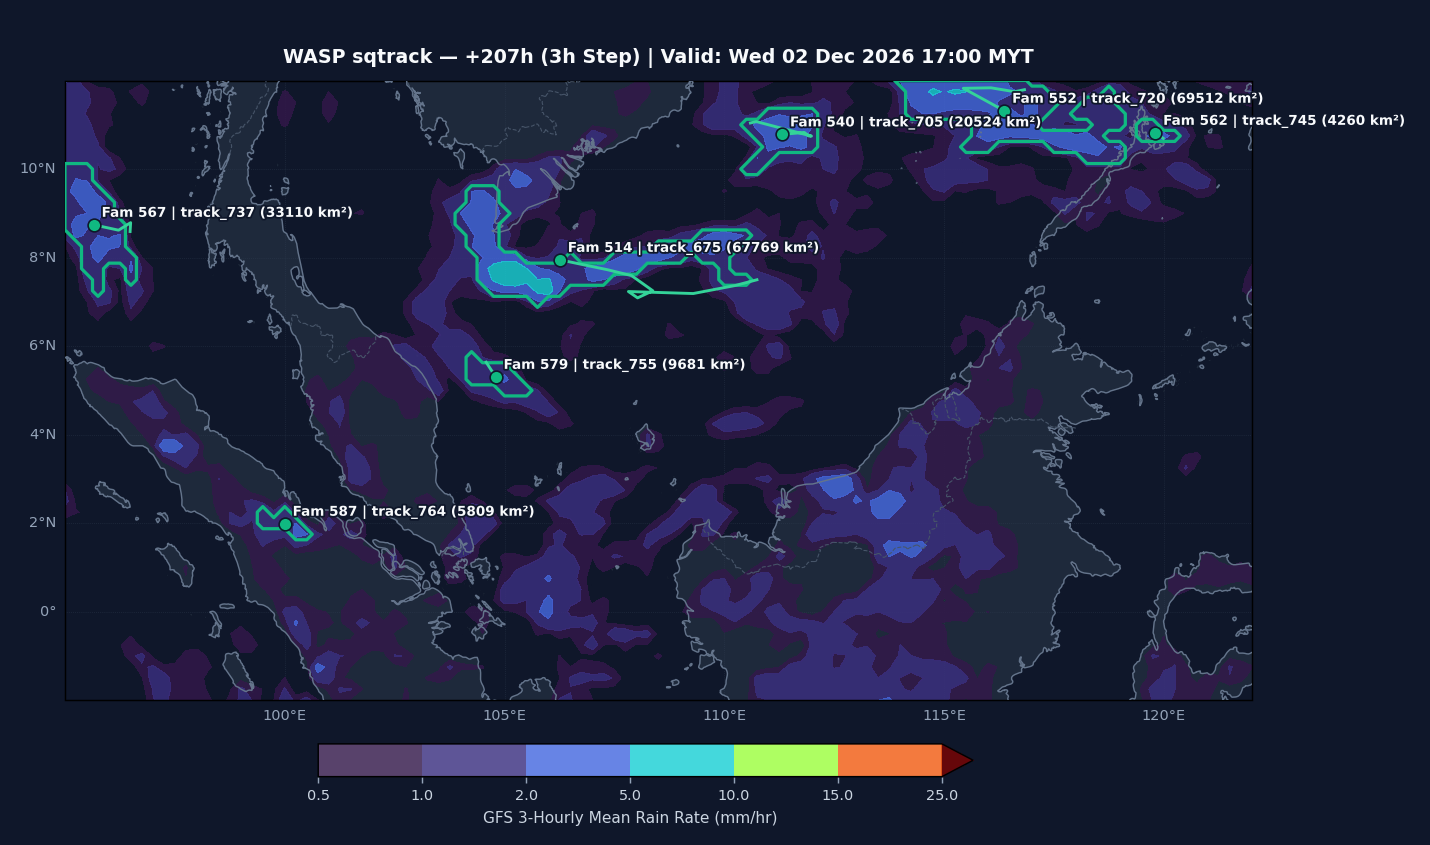 WASP sqtrack — +207h (3h Step) | Valid: Wed 02 Dec 2026 17:00 MYT
Fam 552 | track_720 (69512 km²)
Fam 540 | track_705 (20524 km²)
Fam 562 | track_745 (4260 km²)
10°N
Fam 567 | track_737 (33110 km²)
Fam 514 | track_675 (67769 km²)
8°N
6°N
Fam 579 | track_755 (9681 km²)
4°N
Fam 587 | track_764 (5809 km²)
2°N
0°
100°E 105°E 110°E 115°E 120°E
0.5 1.0 2.0 5.0 10.0 15.0 25.0
GFS 3-Hourly Mean Rain Rate (mm/hr)